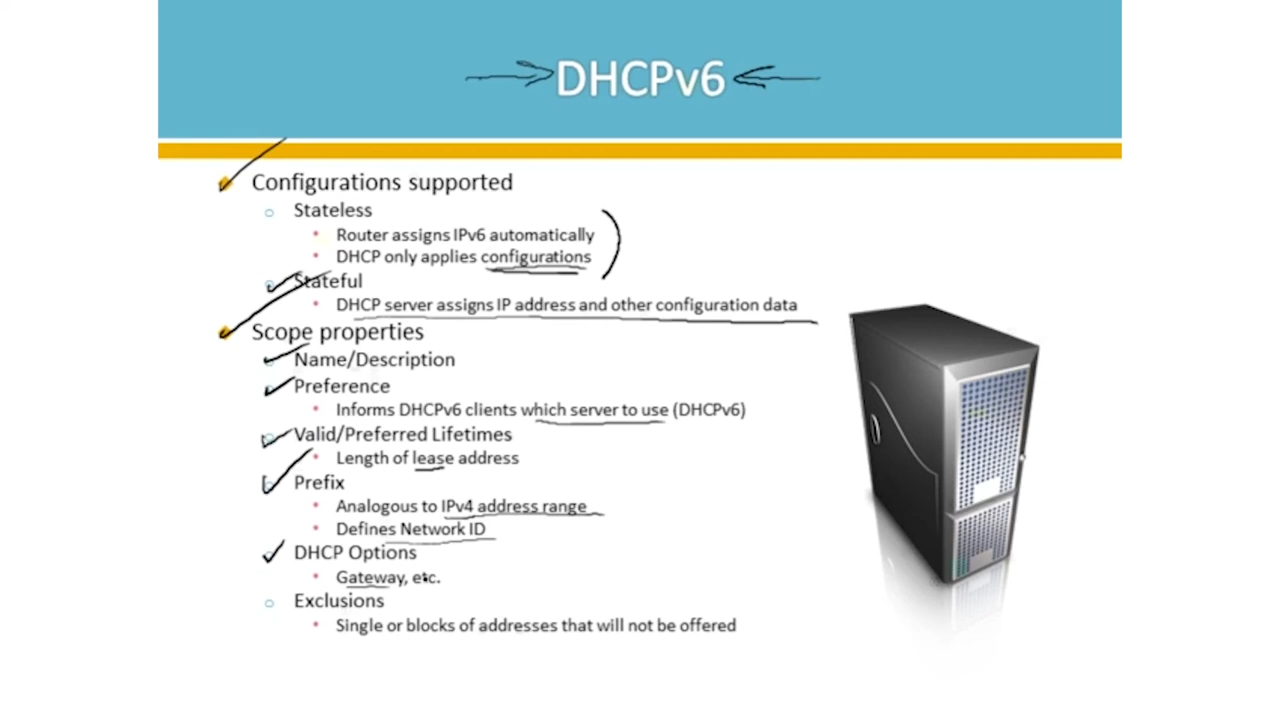 DHCPv6
Configurations supported
Stateless
Router assigns IPv6 automatically
DHCP only applies configurations
Stateful
DHCP server assigns IP address and other configuration data
Scope properties
Name/Description
Preference
Informs DHCPv6 clients which server to use (DHCPv6)
Valid/Preferred Lifetimes
Length of lease address
Prefix
Analogous to IPv4 address range
Defines Network ID
DHCP Options
Gateway, etc.
Exclusions
Single or blocks of addresses that will not be offered